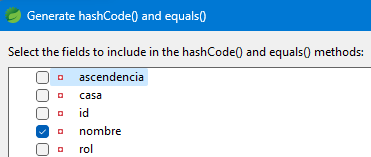 Generate hashCode() and equals()
Select the fields to include in the hashCode() and equals() methods:
ascendencia
casa
id
nombre
rol